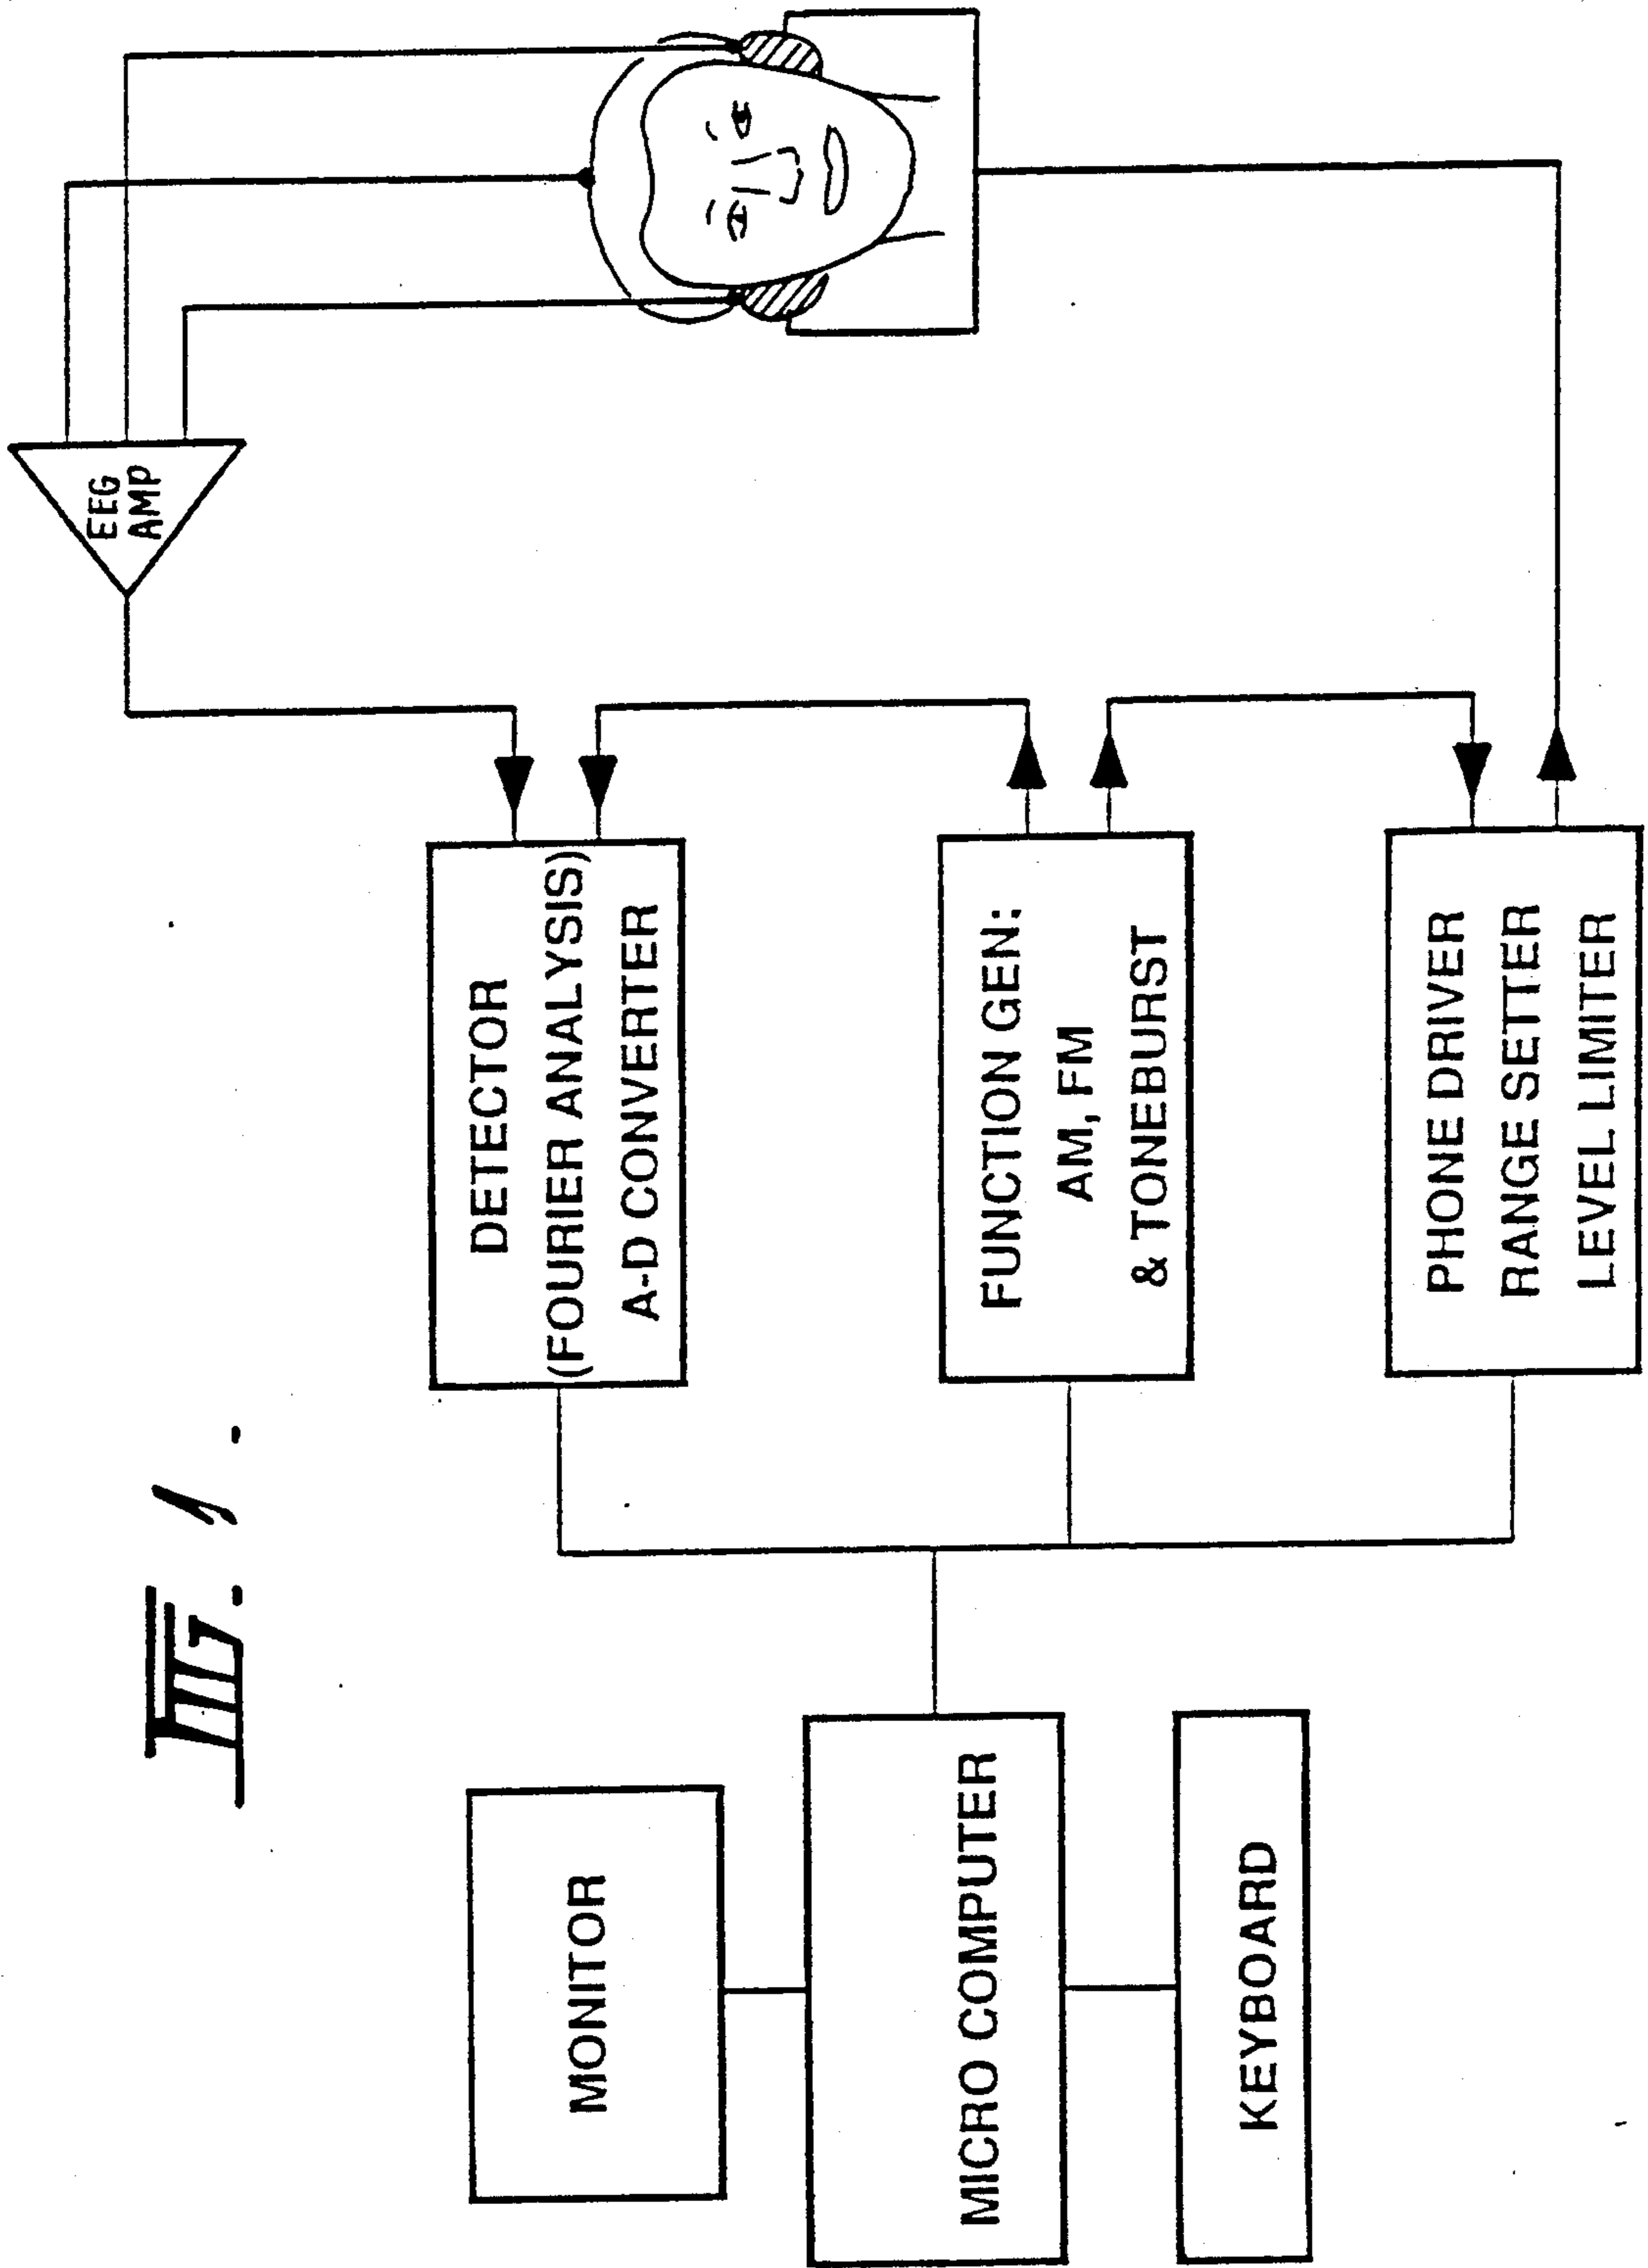 FIG. 1.
EEG
AMP
DETECTOR
(FOURIER ANALYSIS)
A-D CONVERTER
FUNCTION GEN:
AM, FM
& TONEBURST
PHONE DRIVER
RANGE SETTER
LEVEL LIMITER
MONITOR
MICRO COMPUTER
KEYBOARD